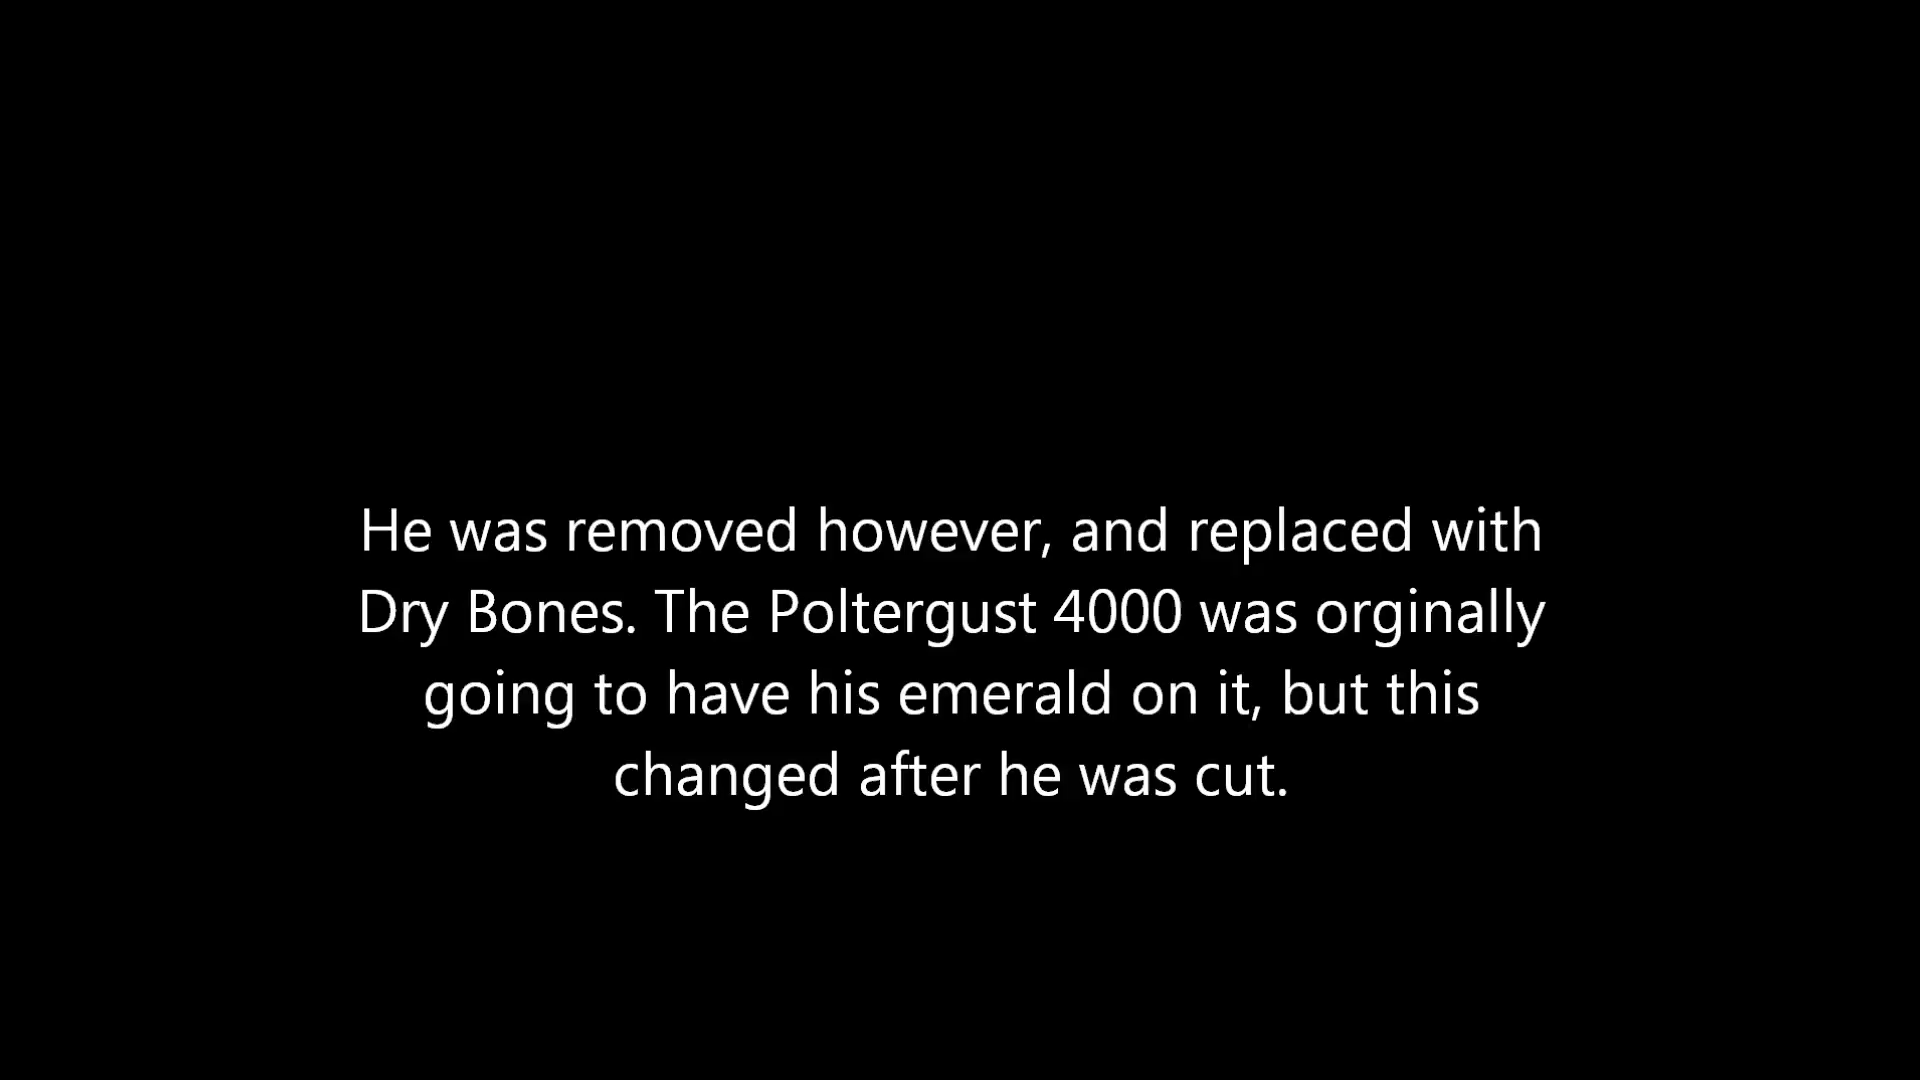 He was removed however, and replaced with
Dry Bones. The Poltergust 4000 was orginally
going to have his emerald on it, but this
changed after he was cut.